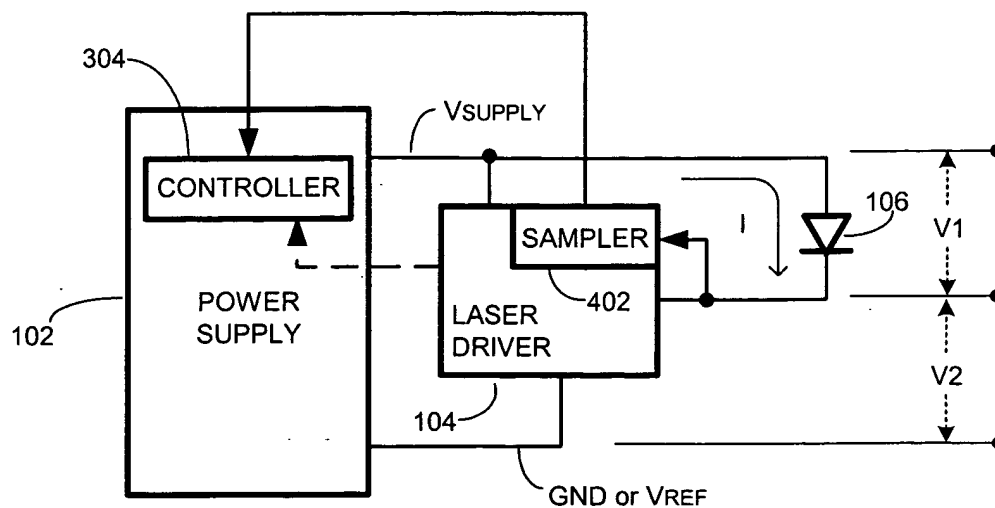 304
VSUPPLY
CONTROLLER
SAMPLER
I
106
V1
402
102
POWER
SUPPLY
LASER
DRIVER
V2
104
GND or VREF